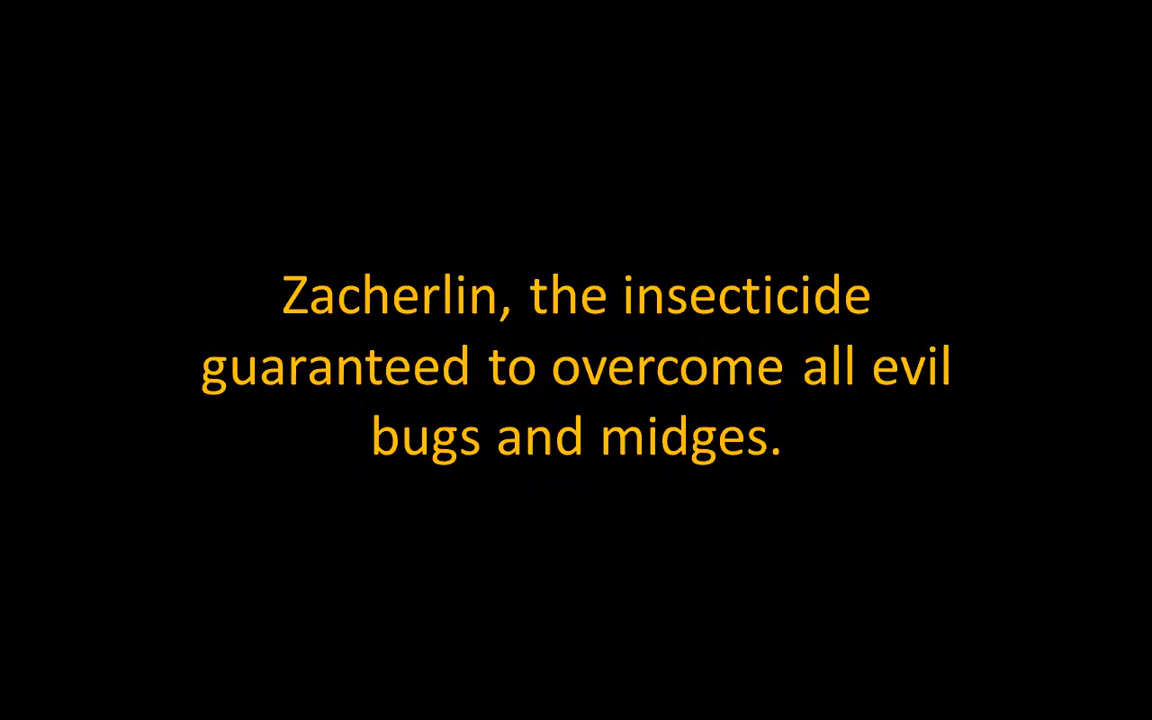 Zacherlin, the insecticide
guaranteed to overcome all evil
bugs and midges.